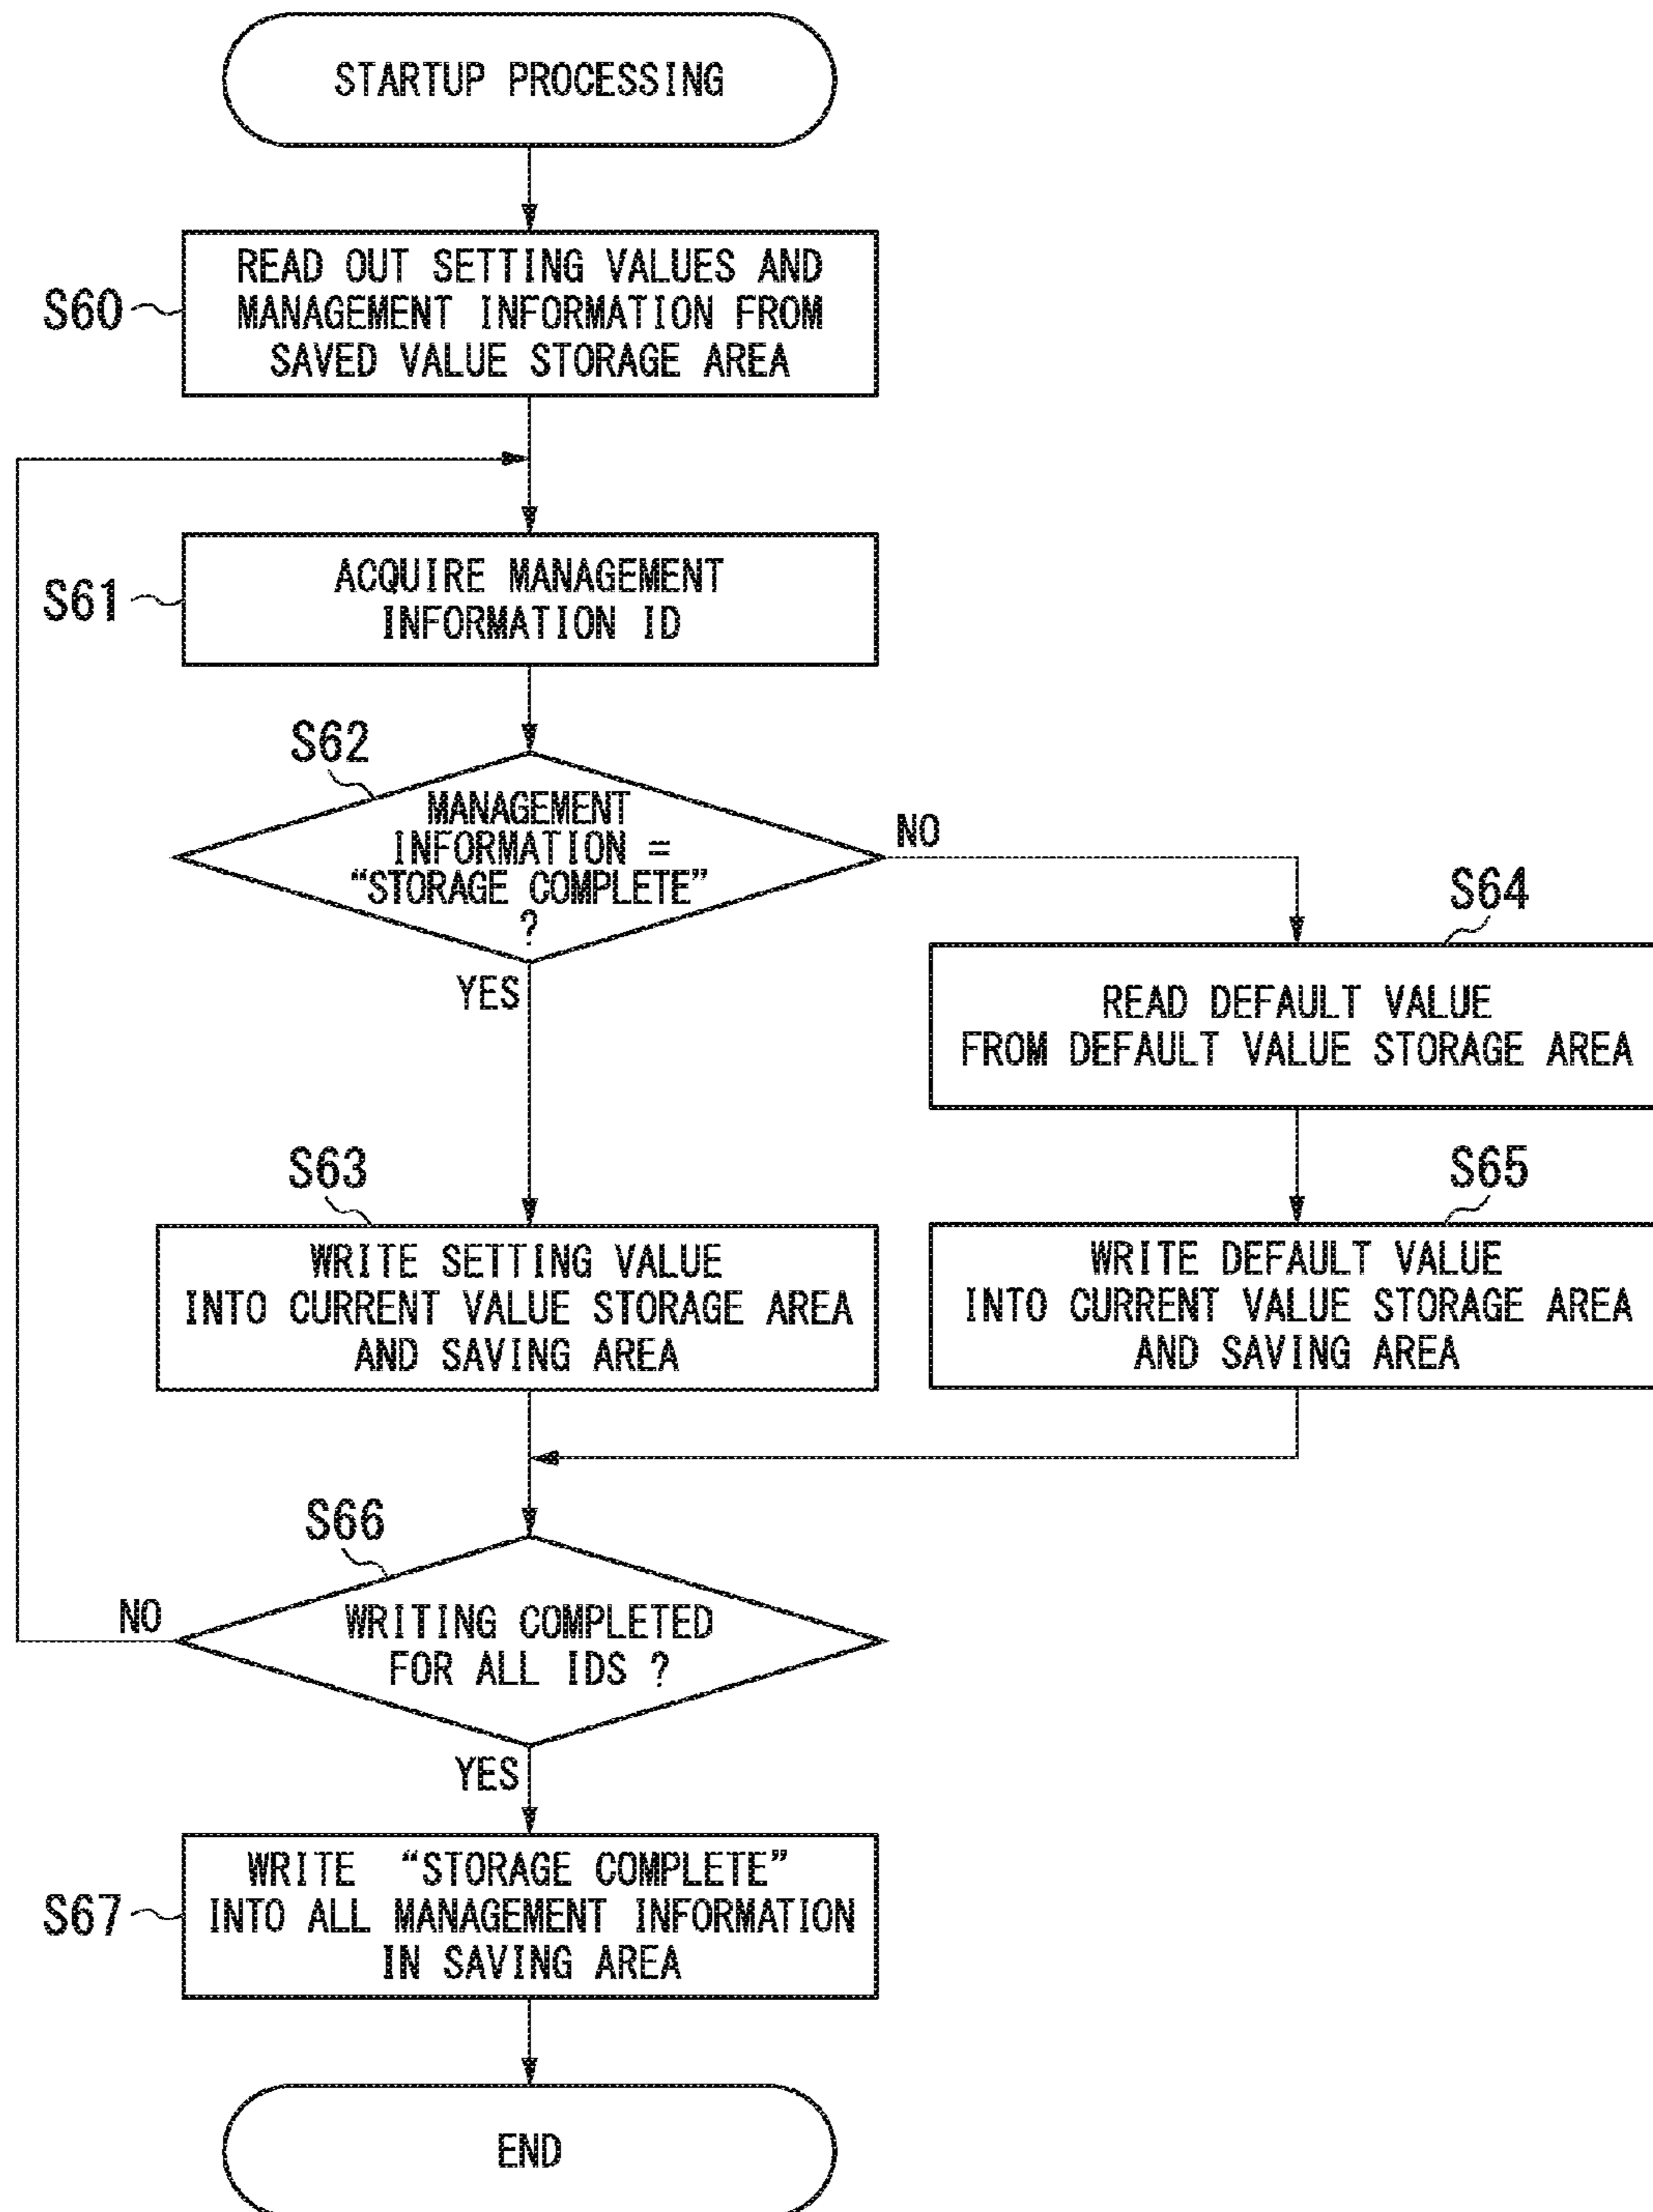 STARTUP PROCESSING
S60
READ OUT SETTING VALUES AND
MANAGEMENT INFORMATION FROM
SAVED VALUE STORAGE AREA
S61
ACQUIRE MANAGEMENT
INFORMATION ID
S62
MANAGEMENT
INFORMATION =
“STORAGE COMPLETE”
?
NO
YES
S64
READ DEFAULT VALUE
FROM DEFAULT VALUE STORAGE AREA
S63
WRITE SETTING VALUE
INTO CURRENT VALUE STORAGE AREA
AND SAVING AREA
S65
WRITE DEFAULT VALUE
INTO CURRENT VALUE STORAGE AREA
AND SAVING AREA
S66
NO
WRITING COMPLETED
FOR ALL IDS ?
YES
S67
WRITE “STORAGE COMPLETE”
INTO ALL MANAGEMENT INFORMATION
IN SAVING AREA
END